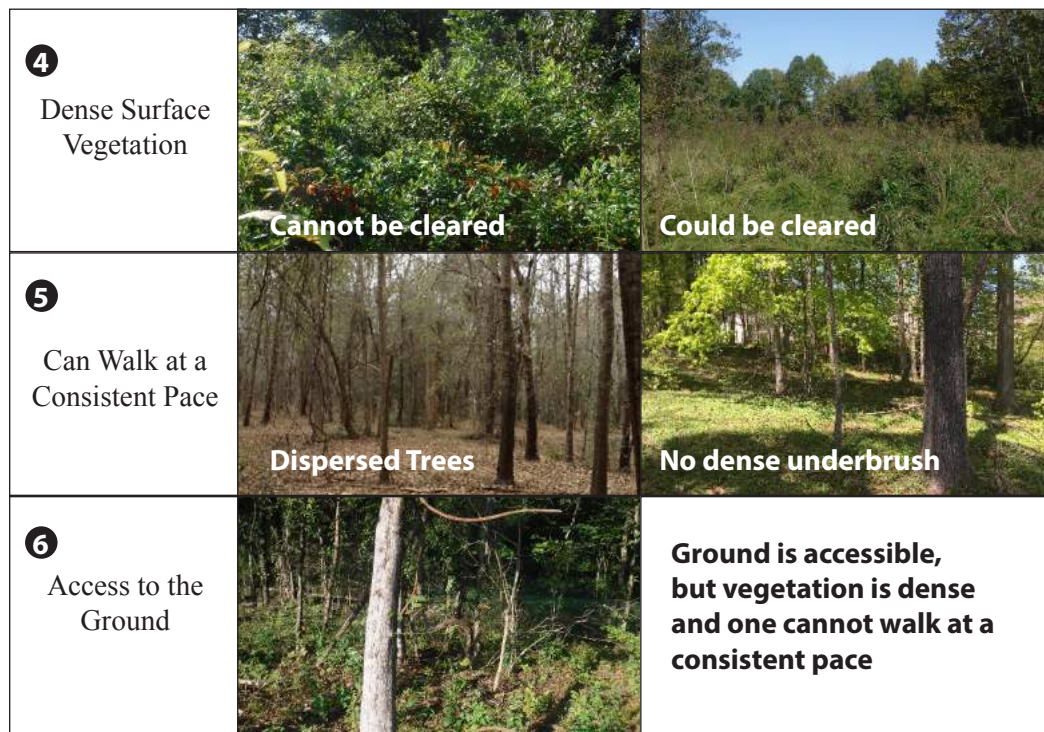 4
Dense Surface
Vegetation
Cannot be cleared
Could be cleared
5
Can Walk at a
Consistent Pace
Dispersed Trees
No dense underbrush
6
Access to the
Ground
Ground is accessible,
but vegetation is dense
and one cannot walk at a
consistent pace